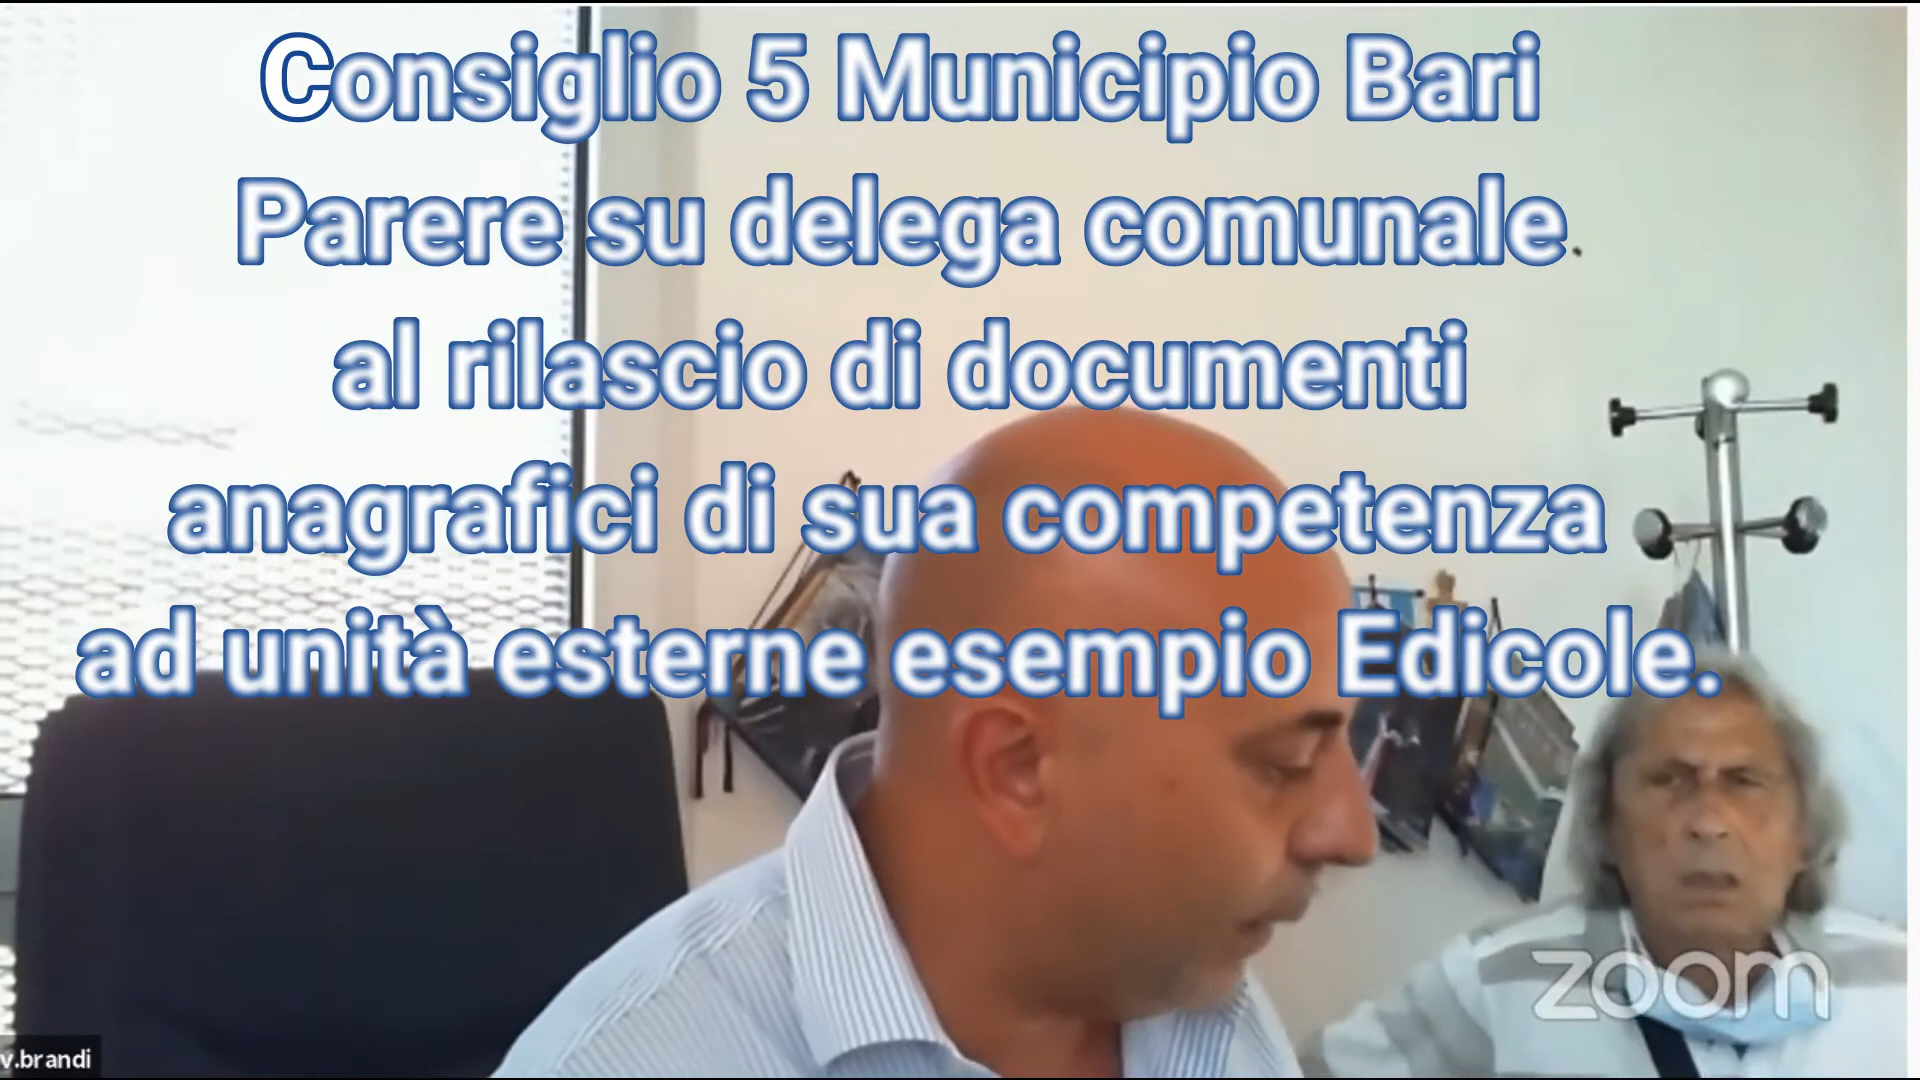 Consiglio 5 Municipio Bari
Parere su delega comunale
al rilascio di documenti
anagrafici di sua competenza
ad unità esterne esempio Edicole.
zoom
v.brandi